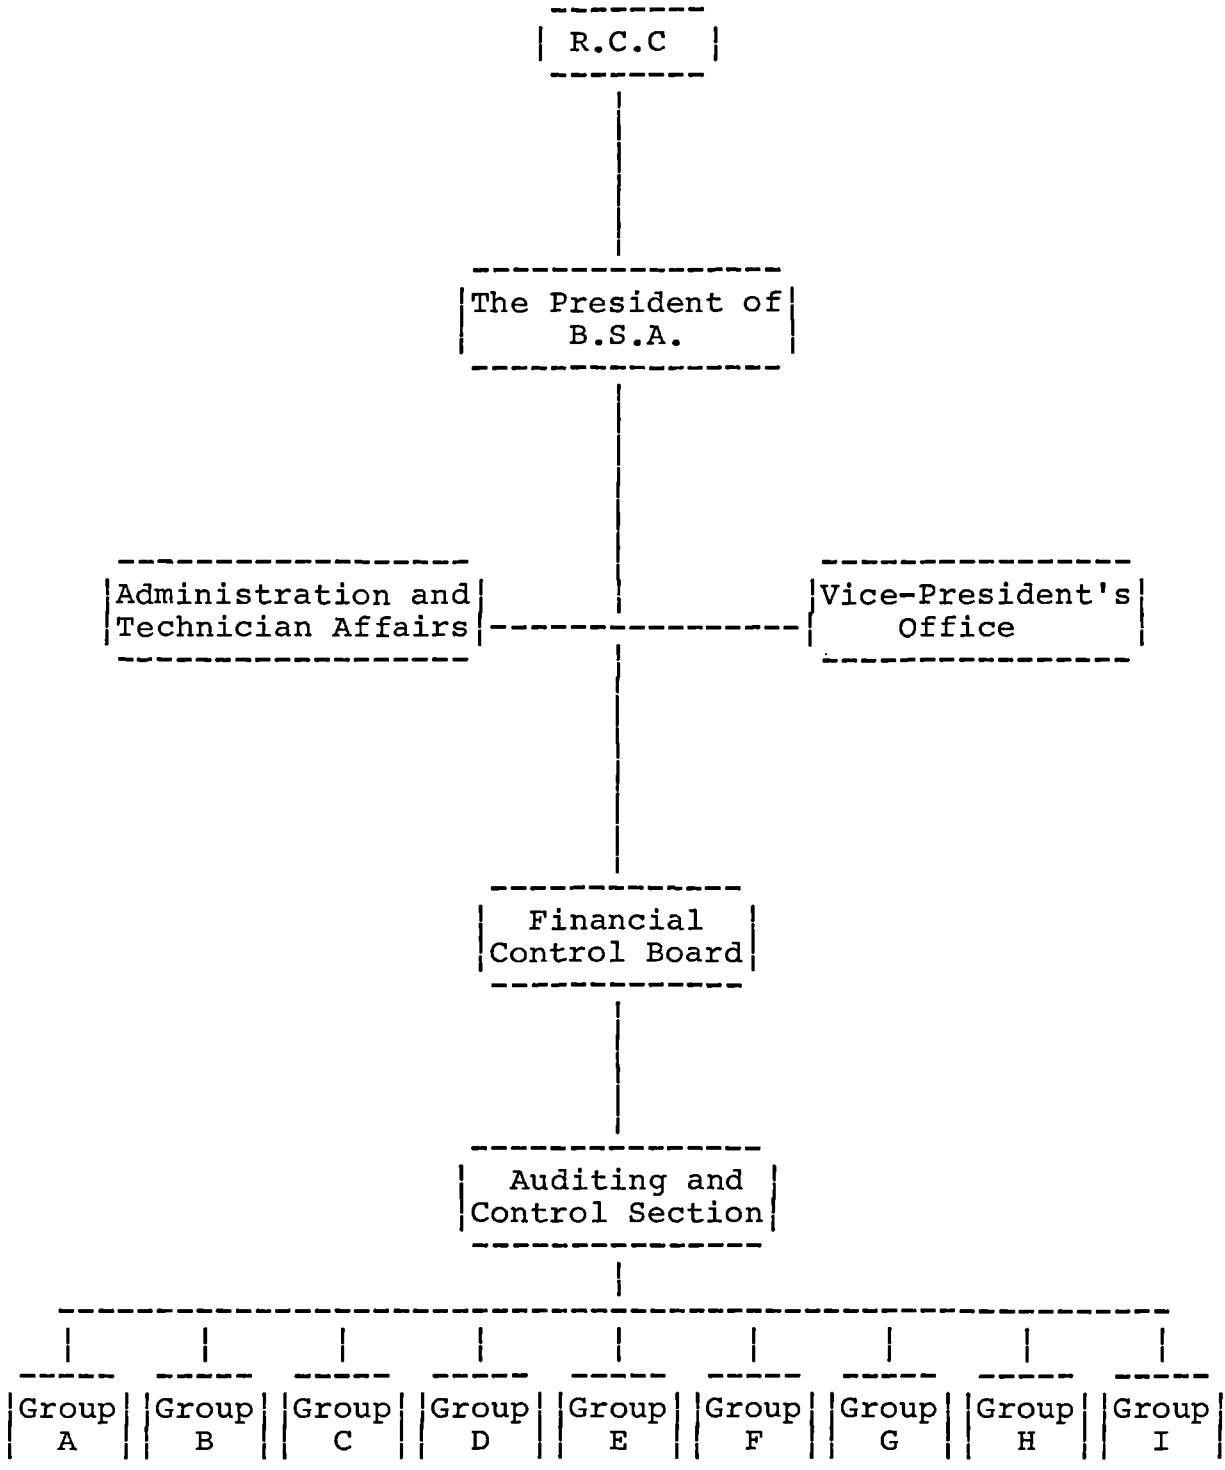 R.C.C
The President of
B.S.A.
Administration and
Technician Affairs
Vice-President's
Office
Financial
Control Board
Auditing and
Control Section
Group
A
Group
B
Group
C
Group
D
Group
E
Group
F
Group
G
Group
H
Group
I